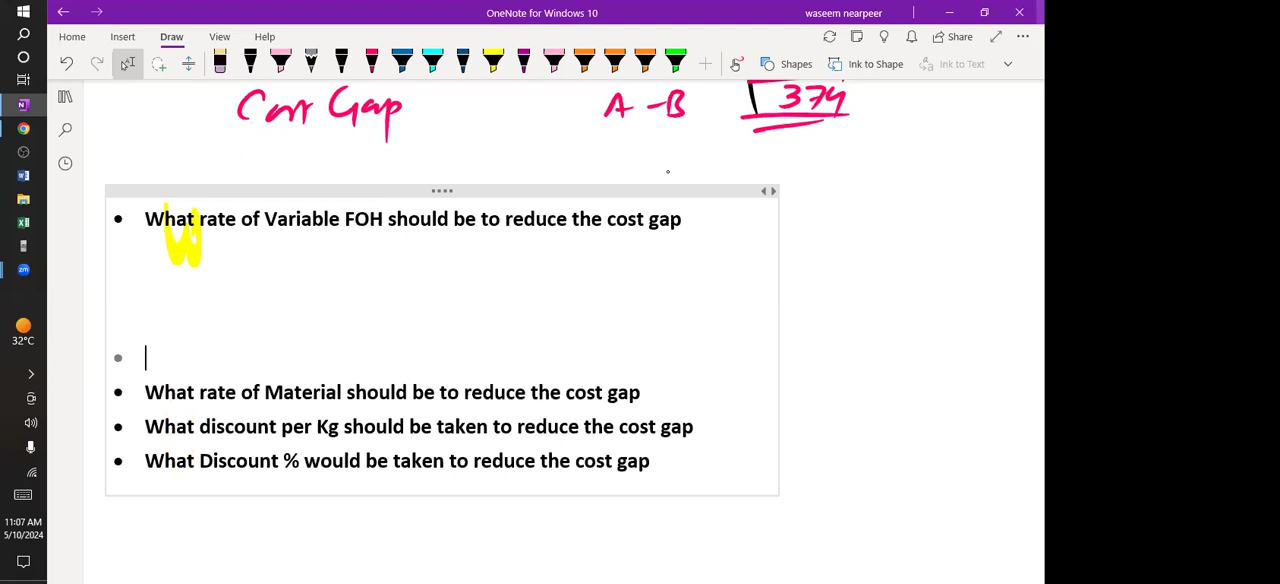 OneNote for Windows 10
waseem nearpeer
Home Insert Draw View Help
Share
Shapes Ink to Shape Ink to Text
Cost Gap A - B 374
• What rate of Variable FOH should be to reduce the cost gap
W
•
• What rate of Material should be to reduce the cost gap
• What discount per Kg should be taken to reduce the cost gap
• What Discount % would be taken to reduce the cost gap
32°C
11:07 AM
5/10/2024